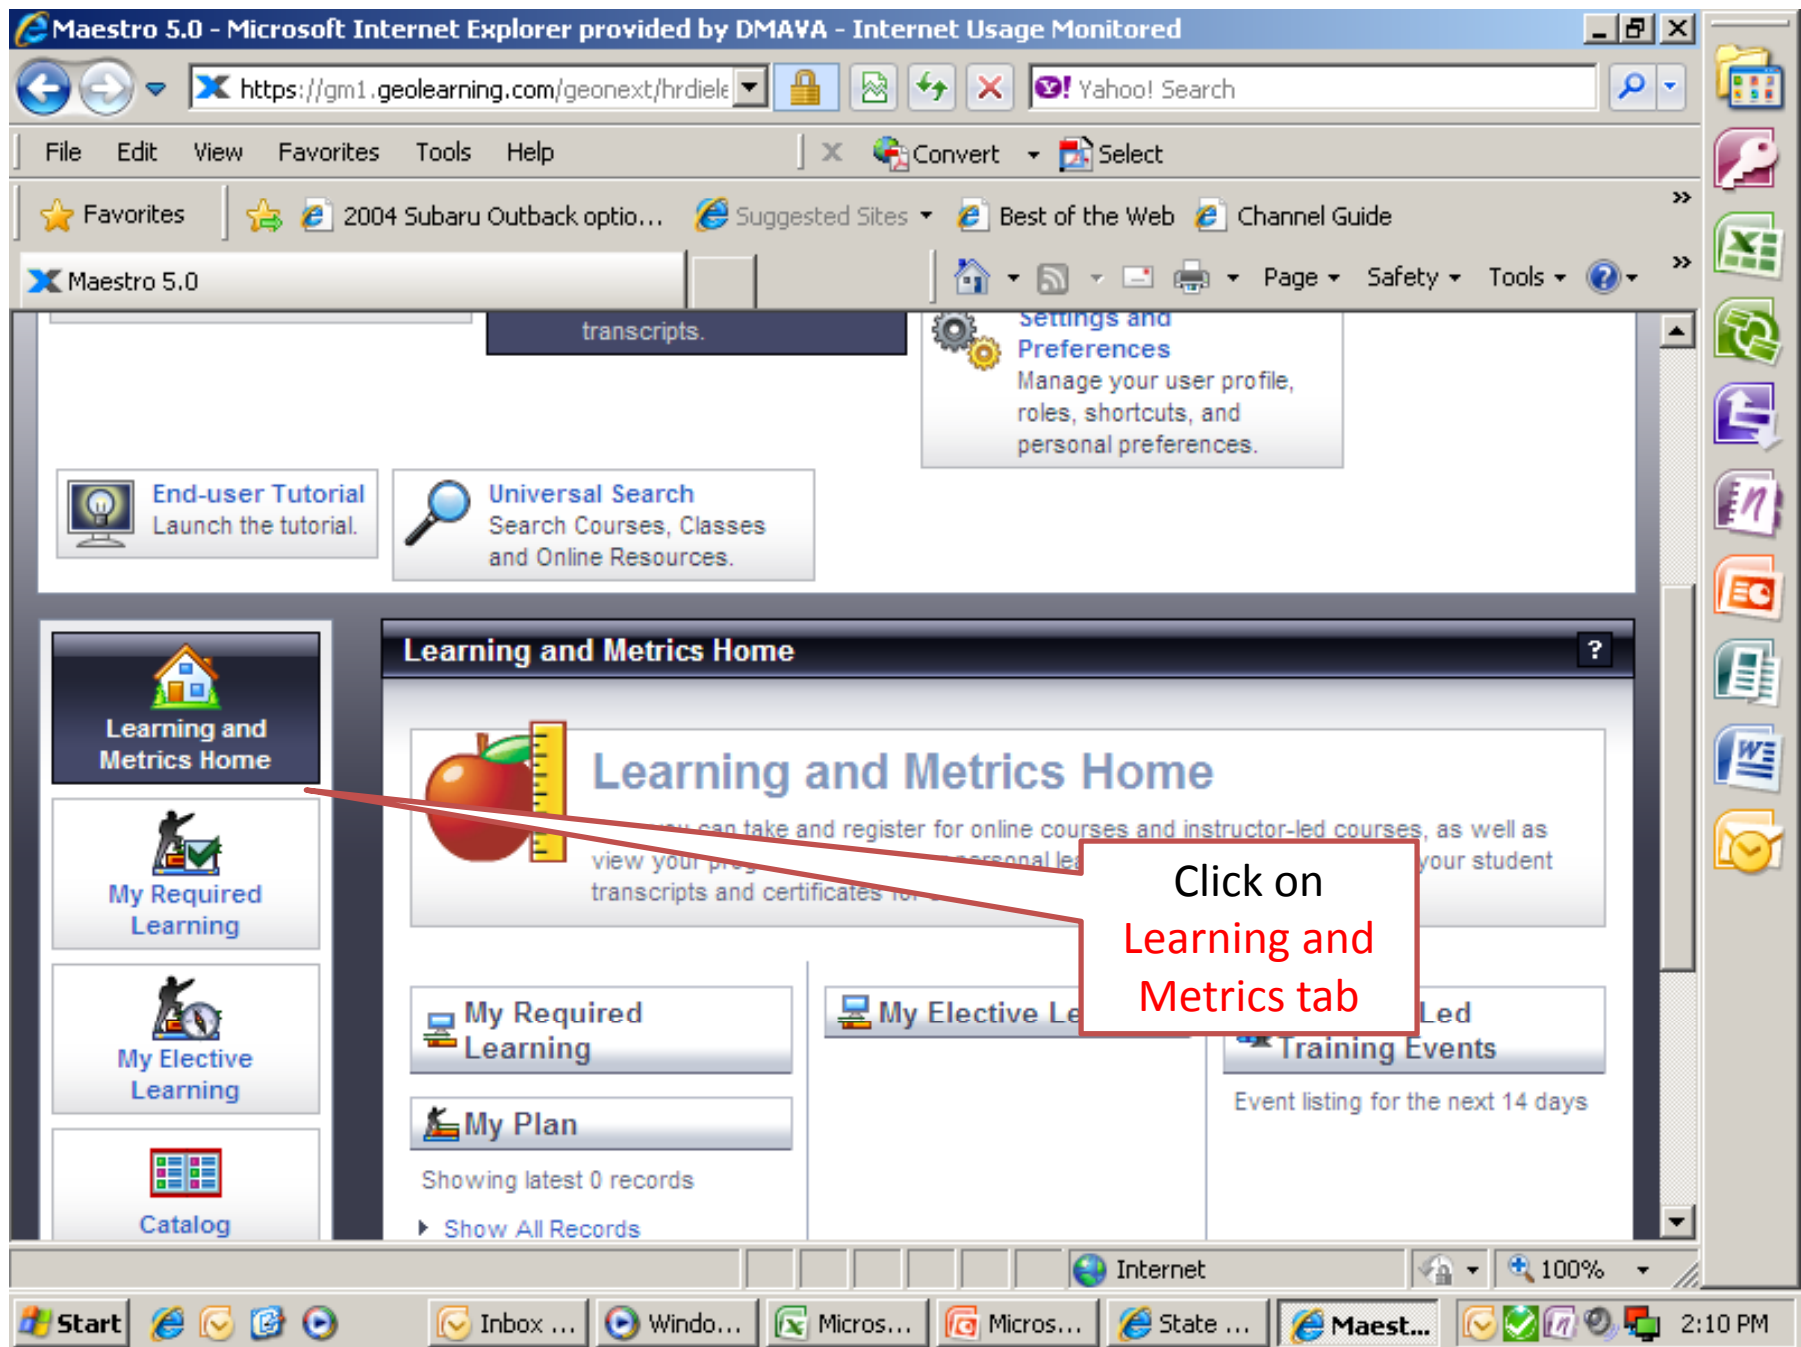 Maestro 5.0 - Microsoft Internet Explorer provided by DMAVA - Internet Usage Monitored
https://gm1.geolearning.com/geonext/hrdiele
Yahoo! Search
File Edit View Favorites Tools Help
Convert Select
Favorites
2004 Subaru Outback optio...
Suggested Sites
Best of the Web
Channel Guide
Maestro 5.0
Page Safety Tools
transcripts.
Settings and
Preferences
Manage your user profile,
roles, shortcuts, and
personal preferences.
End-user Tutorial
Launch the tutorial.
Universal Search
Search Courses, Classes
and Online Resources.
Learning and
Metrics Home
My Required
Learning
My Elective
Learning
Catalog
Learning and Metrics Home
?
Learning and Metrics Home
you can take and register for online courses and instructor-led courses, as well as
view your personal your student
transcripts and certificates
Click on
Learning and
Metrics tab
My Required
Learning
My Plan
Showing latest 0 records
Show All Records
My Elective
Led
Training Events
Event listing for the next 14 days
Internet
100%
Start
Inbox ...
Windo...
Micros...
Micros...
State ...
Maest...
2:10 PM